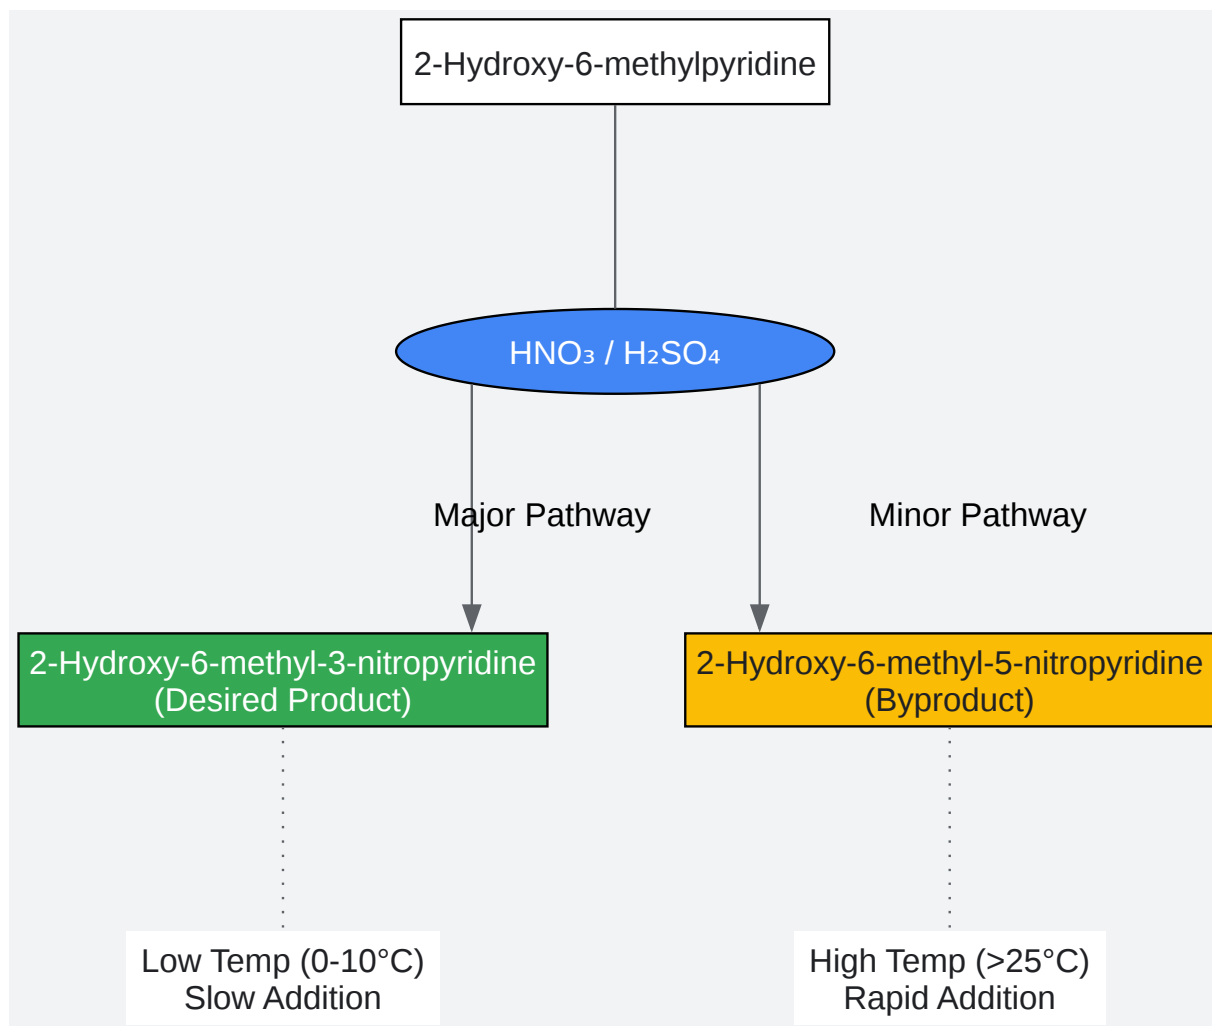 2-Hydroxy-6-methylpyridine
HNO₃ / H₂SO₄
Major Pathway
Minor Pathway
2-Hydroxy-6-methyl-3-nitropyridine
(Desired Product)
2-Hydroxy-6-methyl-5-nitropyridine
(Byproduct)
Low Temp (0-10°C)
Slow Addition
High Temp (>25°C)
Rapid Addition